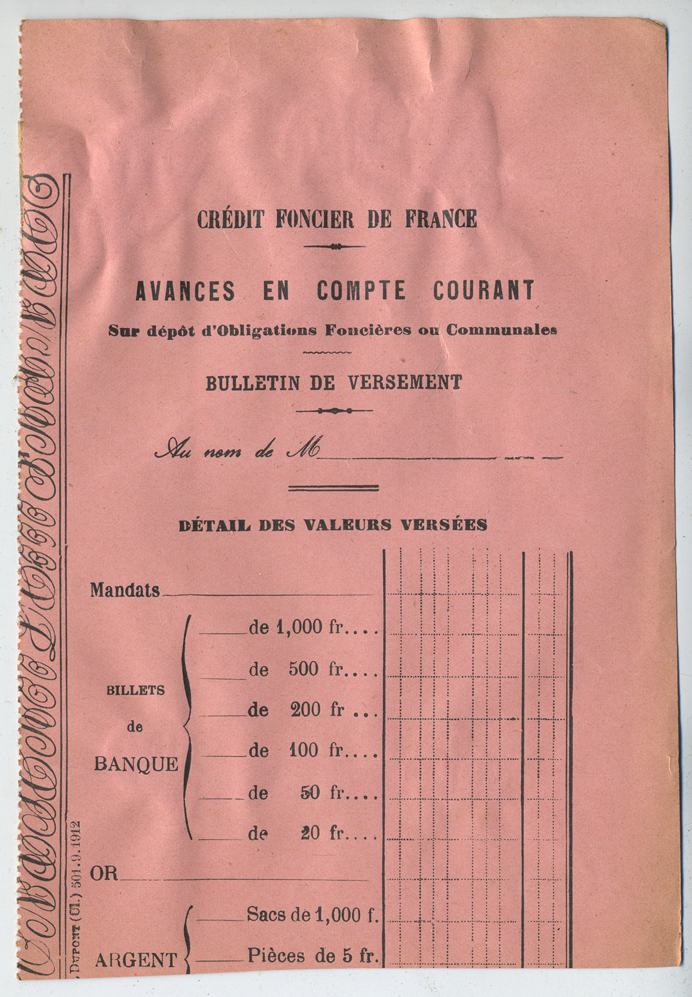 CRÉDIT FONCIER DE FRANCE
AVANCES EN COMPTE COURANT
Sur dépôt d'Obligations Foncières ou Communales
BULLETIN DE VERSEMENT
Au nom de M
DÉTAIL DES VALEURS VERSÉES
Mandats
BILLETS
de
BANQUE
de 1,000 fr....
de 500 fr....
de 200 fr ...
de 100 fr....
de 50 fr....
de 20 fr....
OR
ARGENT
Sacs de 1,000 f.
Pièces de 5 fr.
DUPONT (Cl.) 501.9.1912